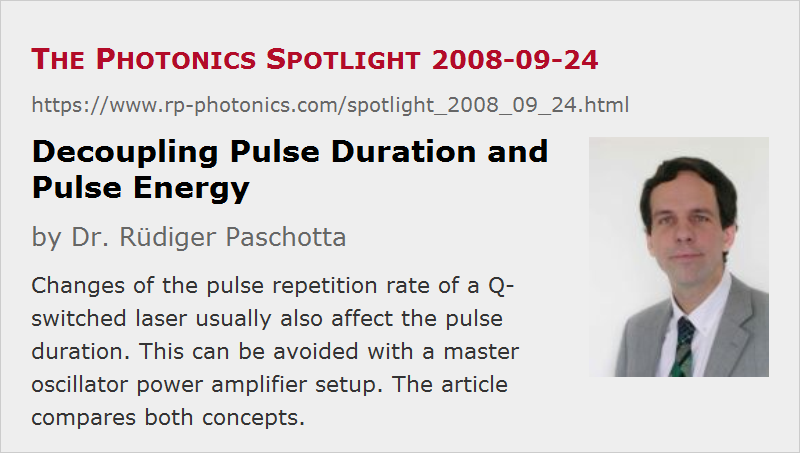 The Photonics Spotlight 2008-09-24
https://www.rp-photonics.com/spotlight_2008_09_24.html
Decoupling Pulse Duration and
Pulse Energy
by Dr. Rüdiger Paschotta
Changes of the pulse repetition rate of a Q-
switched laser usually also affect the pulse
duration. This can be avoided with a master
oscillator power amplifier setup. The article
compares both concepts.